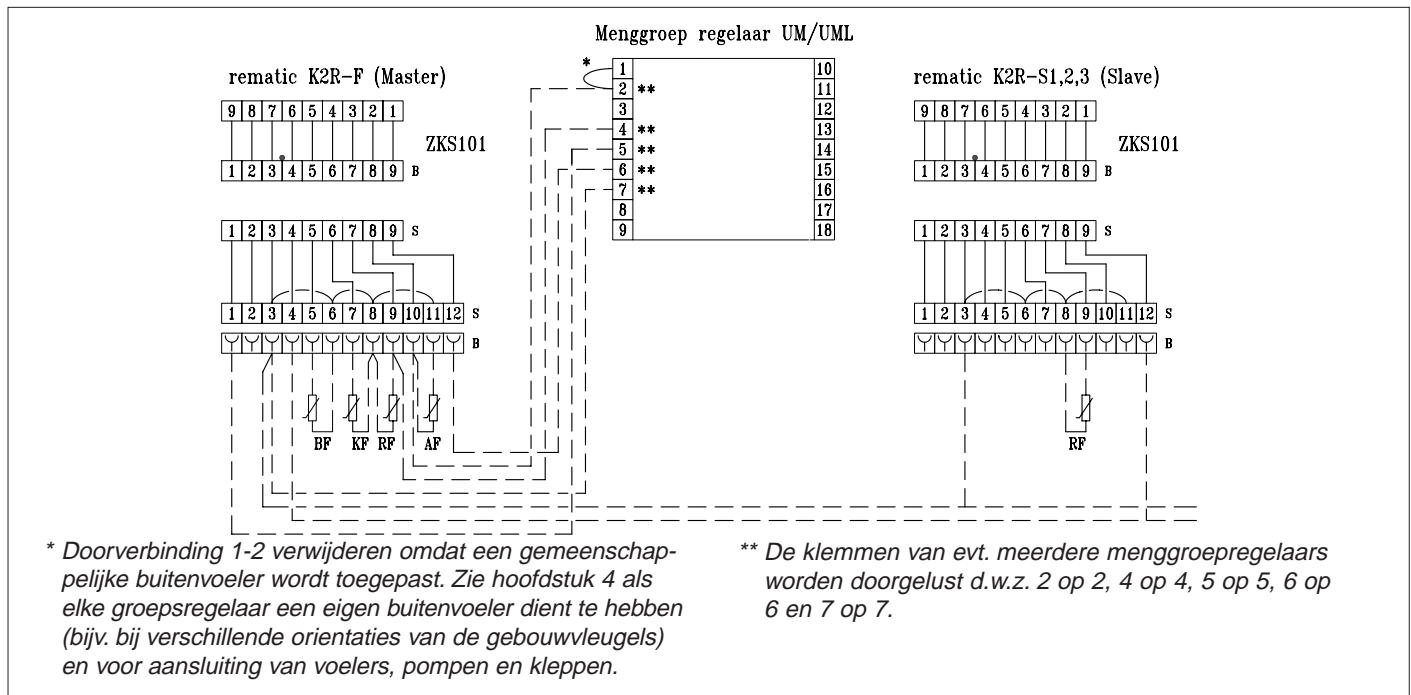 Menggroep regelaar UM/UML
rematic K2R-F (Master)
9 8 7 6 5 4 3 2 1
ZKS101
1 2 3 4 5 6 7 8 9 B
1 2 3 4 5 6 7 8 9 S
1 2 3 4 5 6 7 8 9 10 11 12 S
B
BF KF RF AF
* 1 10
2 ** 11
3 12
4 ** 13
5 ** 14
6 ** 15
7 ** 16
8 17
9 18
rematic K2R-S1,2,3 (Slave)
9 8 7 6 5 4 3 2 1
ZKS101
1 2 3 4 5 6 7 8 9 B
1 2 3 4 5 6 7 8 9 S
1 2 3 4 5 6 7 8 9 10 11 12 S
B
RF
* Doorverbinding 1-2 verwijderen omdat een gemeenschap-
pelijke buitenvoeler wordt toegepast. Zie hoofdstuk 4 als
elke groepsregelaar een eigen buitenvoeler dient te hebben
(bijv. bij verschillende orientaties van de gebouwvleugels)
en voor aansluiting van voelers, pompen en kleppen.
** De klemmen van evt. meerdere menggroepregelaars
worden doorgelust d.w.z. 2 op 2, 4 op 4, 5 op 5, 6 op
6 en 7 op 7.